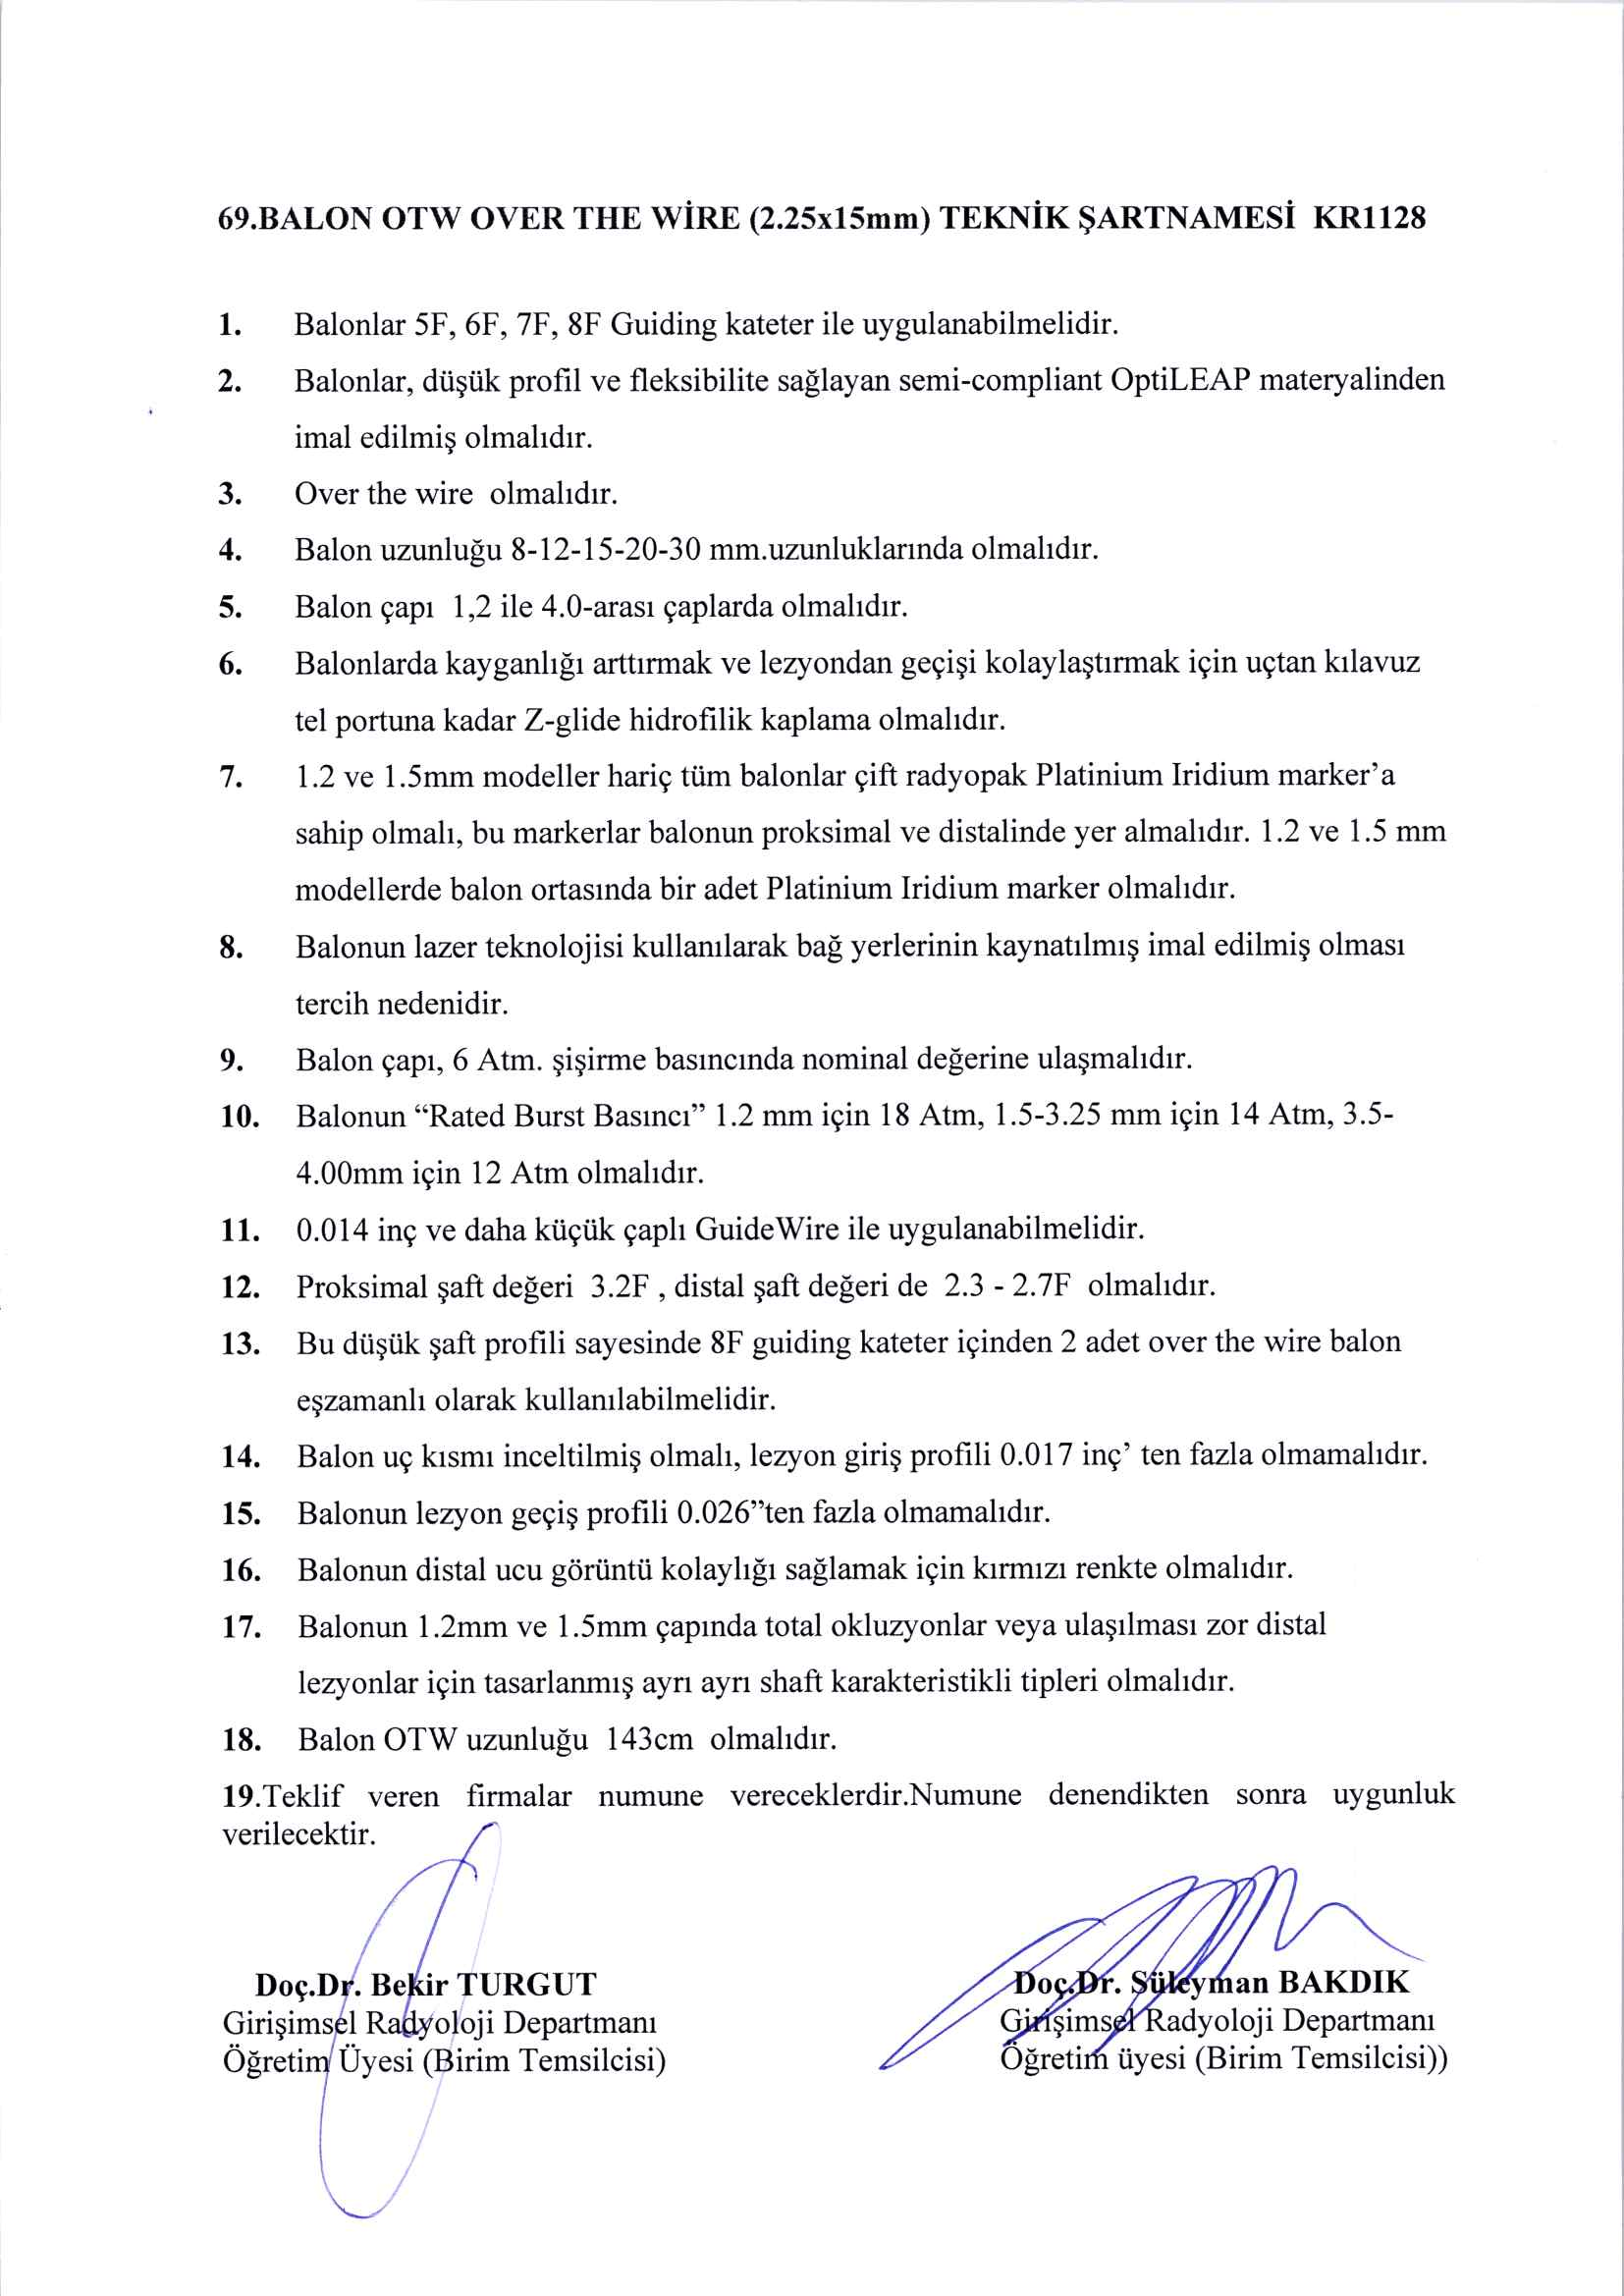 69.BALON OTW OVER THE WİRE (2.25x15mm) TEKNİK ŞARTNAMESİ KR1128
1. Balonlar 5F, 6F, 7F, 8F Guiding kateter ile uygulanabilmelidir.
2. Balonlar, düşük profil ve fleksibilite sağlayan semi-compliant OptiLEAP materyalinden
imal edilmiş olmalıdır.
3. Over the wire olmalıdır.
4. Balon uzunluğu 8-12-15-20-30 mm.uzunluklarında olmalıdır.
5. Balon çapı 1,2 ile 4.0-arası çaplarda olmalıdır.
6. Balonlarda kayganlığı arttırmak ve lezyondan geçişi kolaylaştırmak için uçtan kılavuz
tel portuna kadar Z-glide hidrofilik kaplama olmalıdır.
7. 1.2 ve 1.5mm modeller hariç tüm balonlar çift radyopak Platinium Iridium marker’a
sahip olmalı, bu markerlar balonun proksimal ve distalinde yer almalıdır. 1.2 ve 1.5 mm
modellerde balon ortasında bir adet Platinium Iridium marker olmalıdır.
8. Balonun lazer teknolojisi kullanılarak bağ yerlerinin kaynatılmış imal edilmiş olması
tercih nedenidir.
9. Balon çapı, 6 Atm. şişirme basıncında nominal değerine ulaşmalıdır.
10. Balonun “Rated Burst Basıncı” 1.2 mm için 18 Atm, 1.5-3.25 mm için 14 Atm, 3.5-
4.00mm için 12 Atm olmalıdır.
11. 0.014 inç ve daha küçük çaplı GuideWire ile uygulanabilmelidir.
12. Proksimal şaft değeri 3.2F , distal şaft değeri de 2.3 - 2.7F olmalıdır.
13. Bu düşük şaft profili sayesinde 8F guiding kateter içinden 2 adet over the wire balon
eşzamanlı olarak kullanılabilmelidir.
14. Balon uç kısmı inceltilmiş olmalı, lezyon giriş profili 0.017 inç’ ten fazla olmamalıdır.
15. Balonun lezyon geçiş profili 0.026”ten fazla olmamalıdır.
16. Balonun distal ucu görüntü kolaylığı sağlamak için kırmızı renkte olmalıdır.
17. Balonun 1.2mm ve 1.5mm çapında total okluzyonlar veya ulaşılması zor distal
lezyonlar için tasarlanmış ayrı ayrı shaft karakteristikli tipleri olmalıdır.
18. Balon OTW uzunluğu 143cm olmalıdır.
19.Teklif veren firmalar numune vereceklerdir.Numune denendikten sonra uygunluk
verilecektir.
Doç.Dr. Bekir TURGUT
Girişimsel Radyoloji Departmanı
Öğretim Üyesi (Birim Temsilcisi)
Doç.Dr. Süleyman BAKDIK
Girişimsel Radyoloji Departmanı
Öğretim üyesi (Birim Temsilcisi))